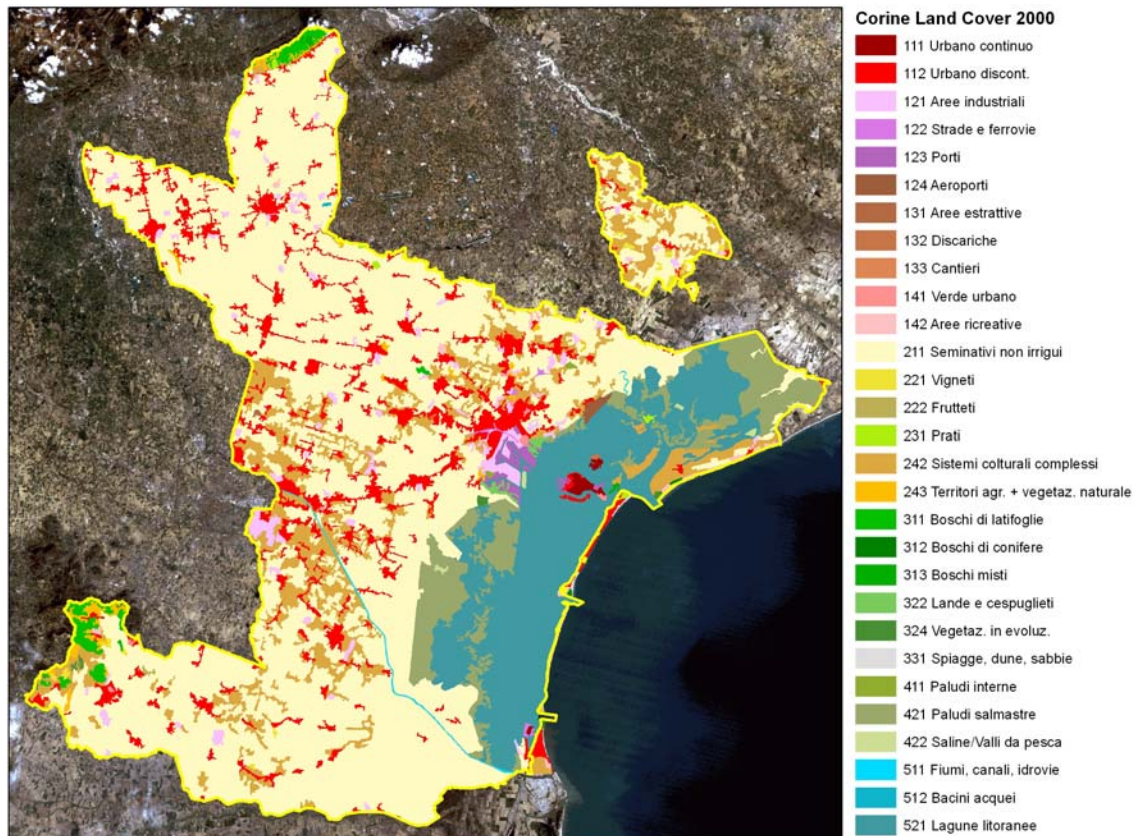 Corine Land Cover 2000
111 Urbano continuo
112 Urbano discont.
121 Aree industriali
122 Strade e ferrovie
123 Porti
124 Aeroporti
131 Aree estrattive
132 Discariche
133 Cantieri
141 Verde urbano
142 Aree ricreative
211 Seminativi non irrigui
221 Vigneti
222 Frutteti
231 Prati
242 Sistemi colturali complessi
243 Territori agr. + vegetaz. naturale
311 Boschi di latifoglie
312 Boschi di conifere
313 Boschi misti
322 Lande e cespuglieti
324 Vegetaz. in evoluz.
331 Spiagge, dune, sabbie
411 Paludi interne
421 Paludi salmastre
422 Saline/Valli da pesca
511 Fiumi, canali, idrovie
512 Bacini acquei
521 Lagune litoranee